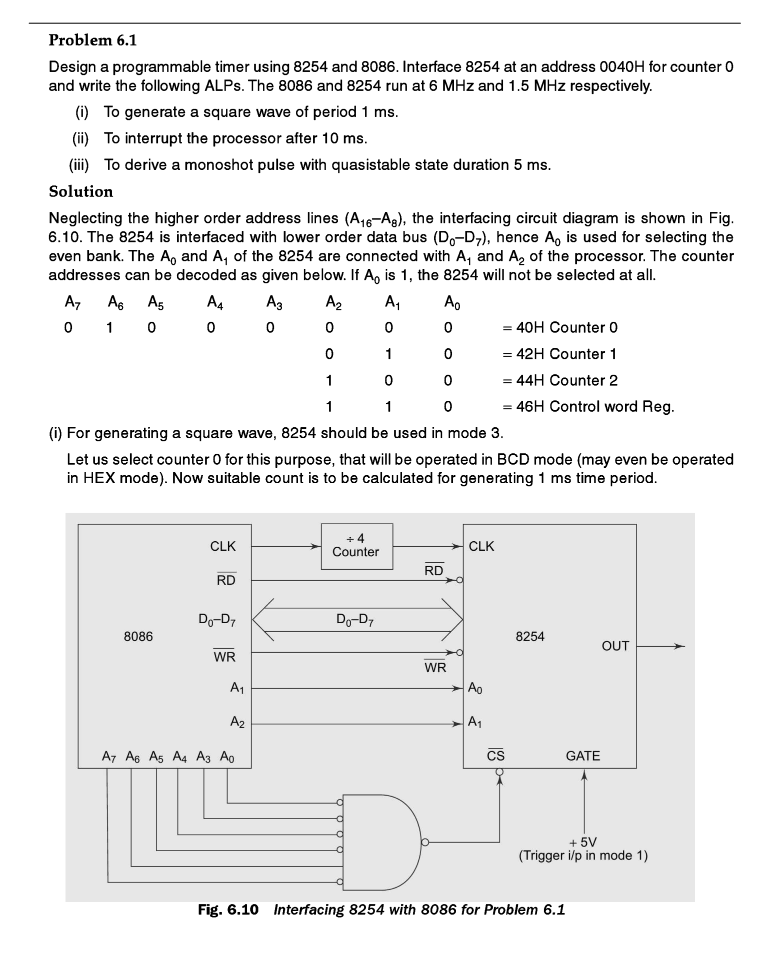 Problem 6.1
Design a programmable timer using 8254 and 8086. Interface 8254 at an address 0040H for counter 0
and write the following ALPs. The 8086 and 8254 run at 6 MHz and 1.5 MHz respectively.
(i) To generate a square wave of period 1 ms.
(ii) To interrupt the processor after 10 ms.
(iii) To derive a monoshot pulse with quasistable state duration 5 ms.
Solution
Neglecting the higher order address lines (A₁₆–A₈), the interfacing circuit diagram is shown in Fig.
6.10. The 8254 is interfaced with lower order data bus (D₀–D₇), hence A₀ is used for selecting the
even bank. The A₀ and A₁ of the 8254 are connected with A₁ and A₂ of the processor. The counter
addresses can be decoded as given below. If A₀ is 1, the 8254 will not be selected at all.
A₇ A₆ A₅ A₄ A₃ A₂ A₁ A₀
0 1 0 0 0 0 0 0 = 40H Counter 0
0 1 0 = 42H Counter 1
1 0 0 = 44H Counter 2
1 1 0 = 46H Control word Reg.
(i) For generating a square wave, 8254 should be used in mode 3.
Let us select counter 0 for this purpose, that will be operated in BCD mode (may even be operated
in HEX mode). Now suitable count is to be calculated for generating 1 ms time period.
CLK
÷ 4
Counter
CLK
R̅D̅
R̅D̅
D₀–D₇
D₀–D₇
8086
8254
OUT
W̅R̅
W̅R̅
A₁
A₀
A₂
A₁
A₇ A₆ A₅ A₄ A₃ A₀
C̅S̅
GATE
+ 5V
(Trigger i/p in mode 1)
Fig. 6.10 Interfacing 8254 with 8086 for Problem 6.1